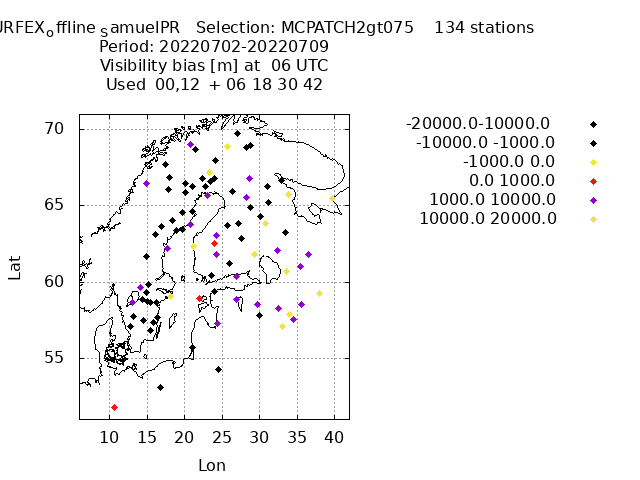 URFEXoffline samuelPR Selection: MCPATCH2gt075 134 stations
Period: 20220702-20220709
Visibility bias [m] at 06 UTC
Used 00,12 + 06 18 30 42
-20000.0-10000.0
-10000.0 -1000.0
-1000.0 0.0
0.0 1000.0
1000.0 10000.0
10000.0 20000.0
70
65
60
55
Lat
10 15 20 25 30 35 40
Lon